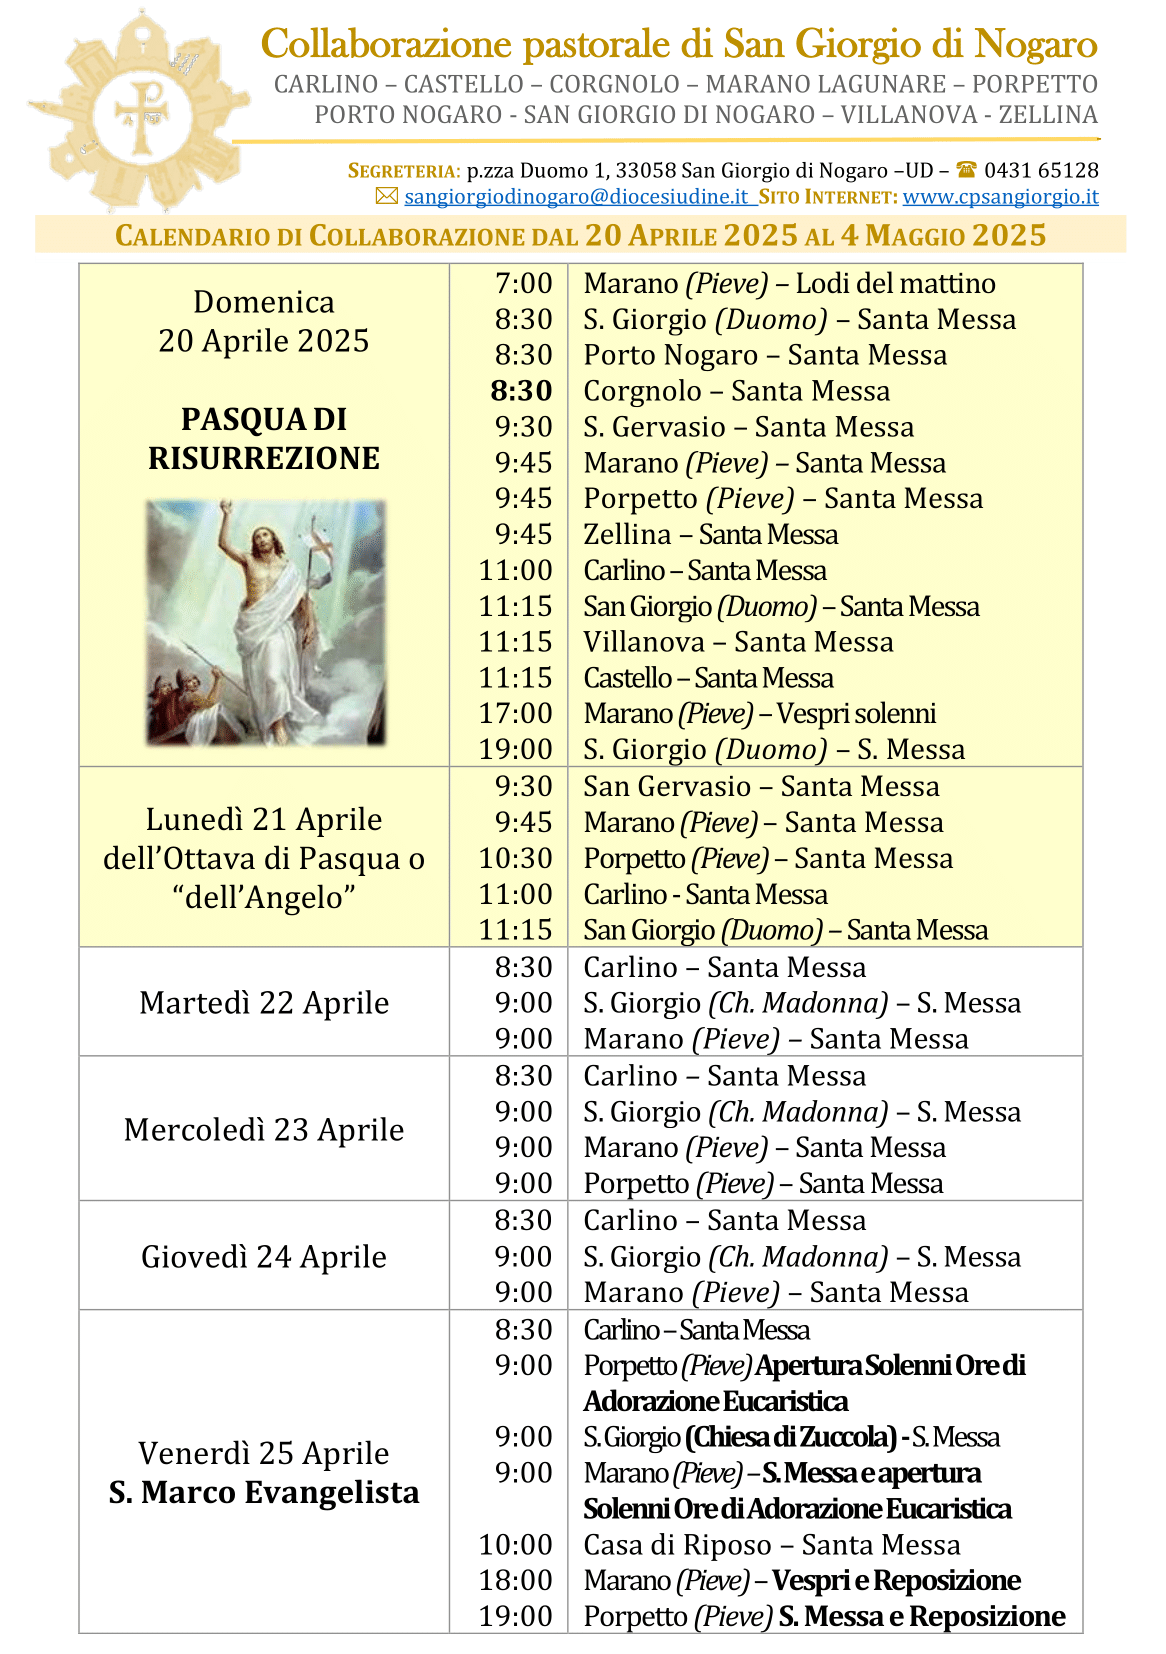 Collaborazione pastorale di San Giorgio di Nogaro
CARLINO – CASTELLO – CORGNOLO – MARANO LAGUNARE – PORPETTO
PORTO NOGARO - SAN GIORGIO DI NOGARO – VILLANOVA - ZELLINA
SEGRETERIA: p.zza Duomo 1, 33058 San Giorgio di Nogaro –UD – ☎ 0431 65128
✉ sangiorgiodinogaro@diocesiudine.it SITO INTERNET: www.cpsangiorgio.it
CALENDARIO DI COLLABORAZIONE DAL 20 APRILE 2025 AL 4 MAGGIO 2025
Domenica
20 Aprile 2025
PASQUA DI
RISURREZIONE
7:00 Marano (Pieve) – Lodi del mattino
8:30 S. Giorgio (Duomo) – Santa Messa
8:30 Porto Nogaro – Santa Messa
8:30 Corgnolo – Santa Messa
9:30 S. Gervasio – Santa Messa
9:45 Marano (Pieve) – Santa Messa
9:45 Porpetto (Pieve) – Santa Messa
9:45 Zellina – Santa Messa
11:00 Carlino – Santa Messa
11:15 San Giorgio (Duomo) – Santa Messa
11:15 Villanova – Santa Messa
11:15 Castello – Santa Messa
17:00 Marano (Pieve) – Vespri solenni
19:00 S. Giorgio (Duomo) – S. Messa
Lunedì 21 Aprile
dell’Ottava di Pasqua o
“dell’Angelo”
9:30 San Gervasio – Santa Messa
9:45 Marano (Pieve) – Santa Messa
10:30 Porpetto (Pieve) – Santa Messa
11:00 Carlino - Santa Messa
11:15 San Giorgio (Duomo) – Santa Messa
Martedì 22 Aprile
8:30 Carlino – Santa Messa
9:00 S. Giorgio (Ch. Madonna) – S. Messa
9:00 Marano (Pieve) – Santa Messa
Mercoledì 23 Aprile
8:30 Carlino – Santa Messa
9:00 S. Giorgio (Ch. Madonna) – S. Messa
9:00 Marano (Pieve) – Santa Messa
9:00 Porpetto (Pieve) – Santa Messa
Giovedì 24 Aprile
8:30 Carlino – Santa Messa
9:00 S. Giorgio (Ch. Madonna) – S. Messa
9:00 Marano (Pieve) – Santa Messa
Venerdì 25 Aprile
S. Marco Evangelista
8:30 Carlino – Santa Messa
9:00 Porpetto (Pieve) Apertura Solenni Ore di
Adorazione Eucaristica
9:00 S. Giorgio (Chiesa di Zuccola) - S. Messa
9:00 Marano (Pieve) – S. Messa e apertura
Solenni Ore di Adorazione Eucaristica
10:00 Casa di Riposo – Santa Messa
18:00 Marano (Pieve) – Vespri e Reposizione
19:00 Porpetto (Pieve) S. Messa e Reposizione